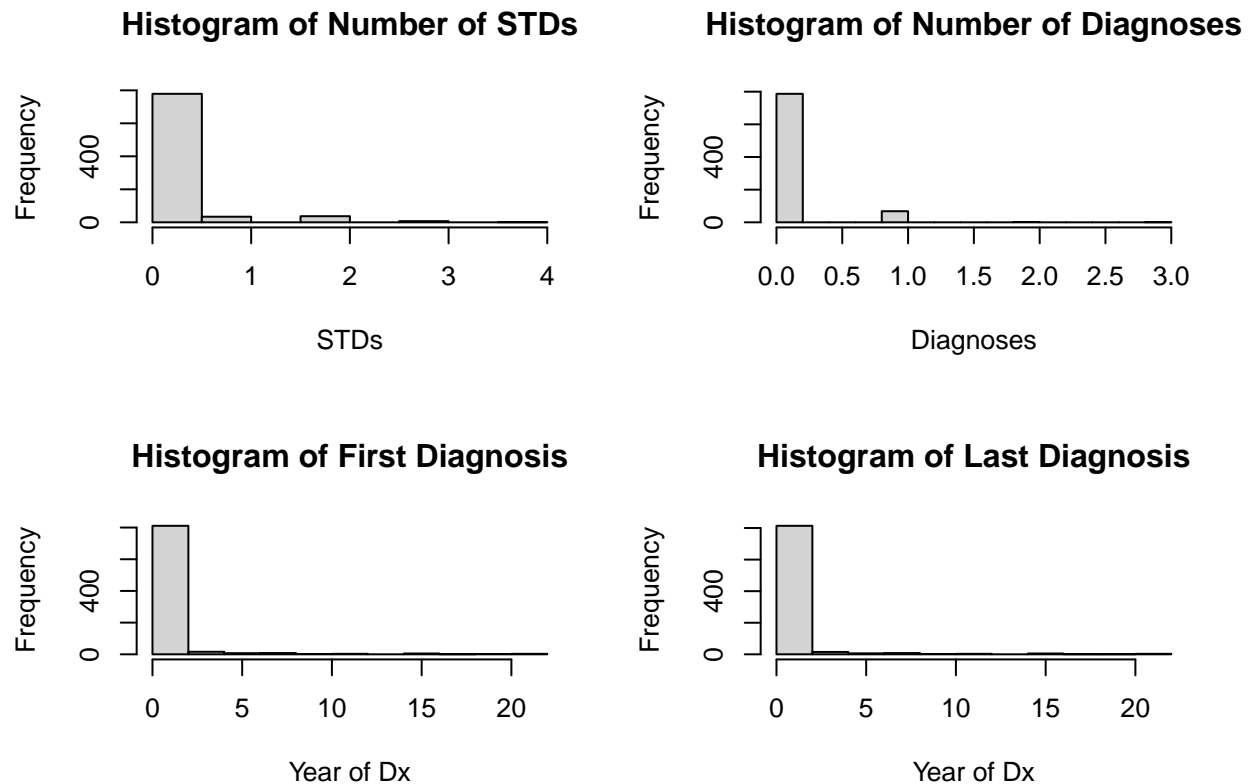 Histogram of Number of STDs
Frequency
0 400
0 1 2 3 4
STDs
Histogram of Number of Diagnoses
Frequency
0 400
0.0 0.5 1.0 1.5 2.0 2.5 3.0
Diagnoses
Histogram of First Diagnosis
Frequency
0 400
0 5 10 15 20
Year of Dx
Histogram of Last Diagnosis
Frequency
0 400
0 5 10 15 20
Year of Dx